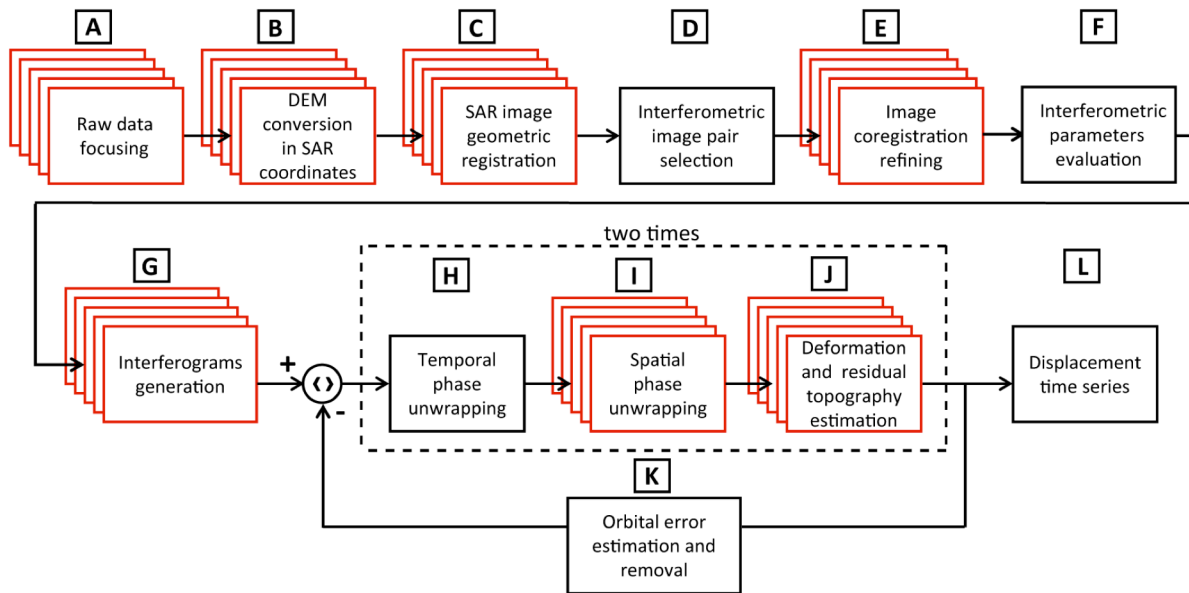 A
B
C
D
E
F
Raw data
focusing
DEM
conversion
in SAR
coordinates
SAR image
geometric
registration
Interferometric
image pair
selection
Image
coregistration
refining
Interferometric
parameters
evaluation
two times
G
H
I
J
L
Interferograms
generation
+
‹›
-
Temporal
phase
unwrapping
Spatial
phase
unwrapping
Deformation
and residual
topography
estimation
Displacement
time series
K
Orbital error
estimation and
removal